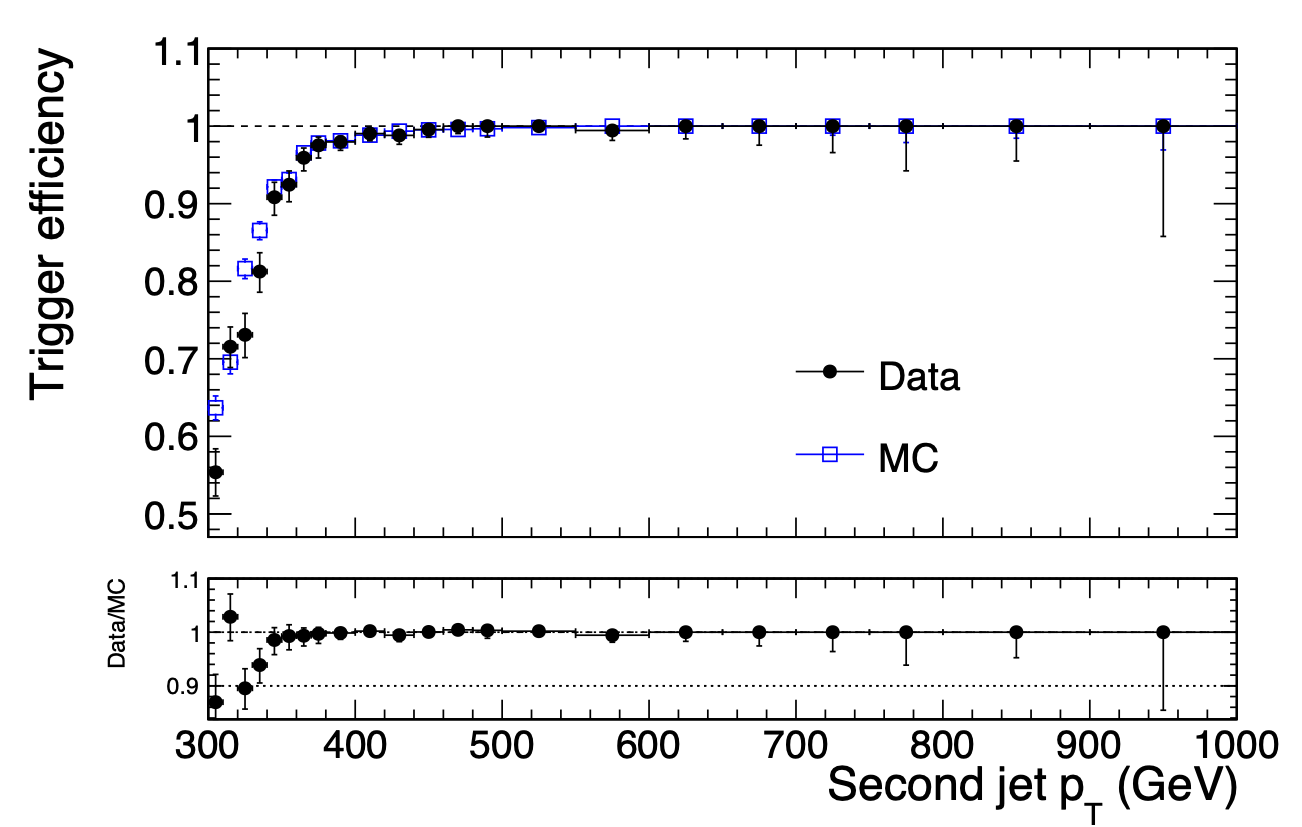 Trigger efficiency
1.1
1
0.9
0.8
0.7
0.6
0.5
Data
MC
Data/MC
1.1
1
0.9
300 400 500 600 700 800 900 1000
Second jet p_T (GeV)